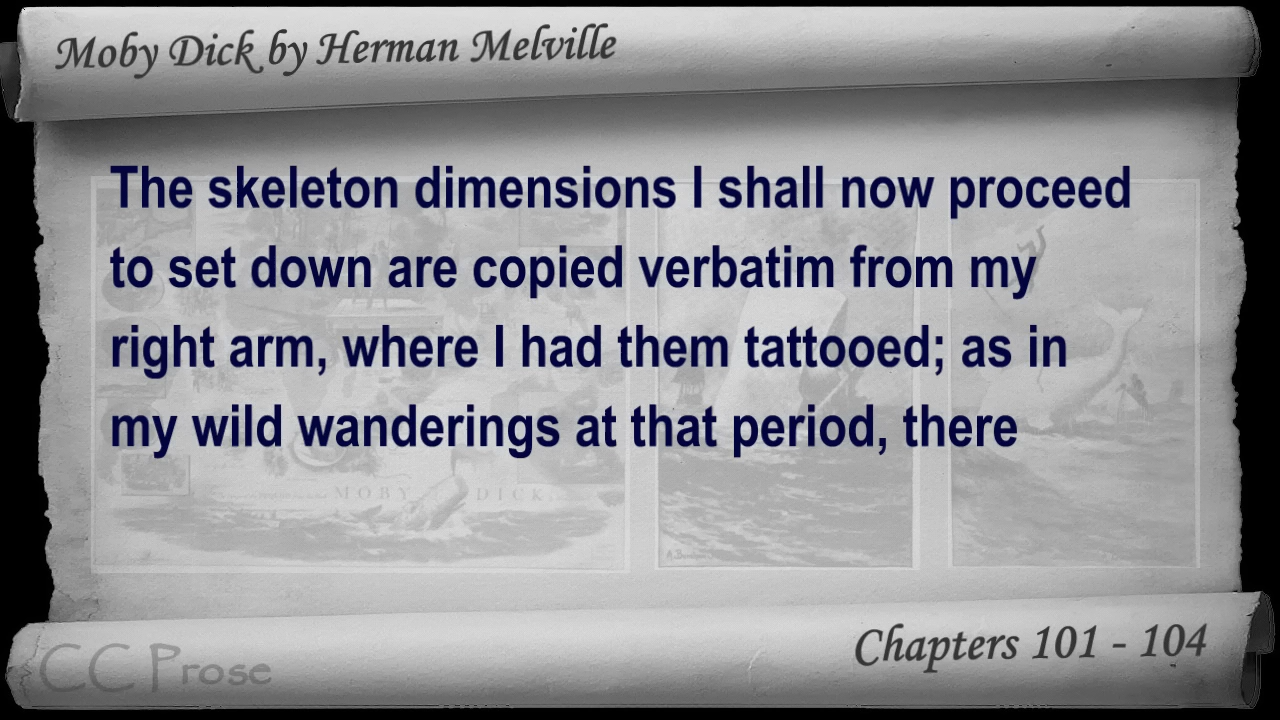 Moby Dick by Herman Melville
The skeleton dimensions I shall now proceed
to set down are copied verbatim from my
right arm, where I had them tattooed; as in
my wild wanderings at that period, there
MOBY DICK
Chapters 101 - 104
CC Prose